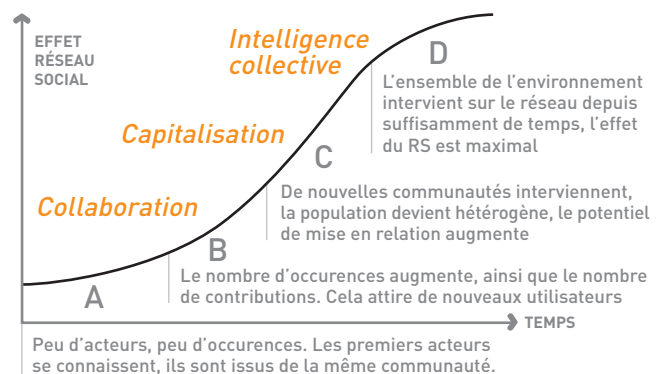 EFFET
RÉSEAU
SOCIAL
Intelligence
collective
D
L'ensemble de l'environnement
intervient sur le réseau depuis
suffisamment de temps, l'effet
du RS est maximal
Capitalisation
C
De nouvelles communautés interviennent,
la population devient hétérogène, le potentiel
de mise en relation augmente
Collaboration
B
Le nombre d'occurences augmente, ainsi que le nombre
de contributions. Cela attire de nouveaux utilisateurs
A
TEMPS
Peu d'acteurs, peu d'occurences. Les premiers acteurs
se connaissent, ils sont issus de la même communauté.